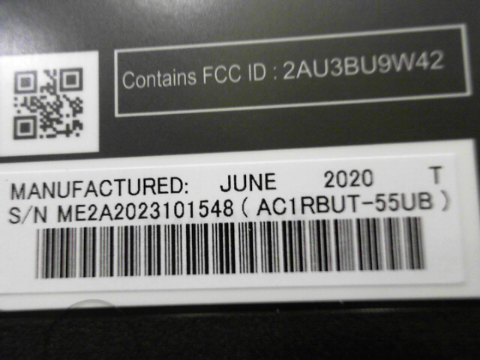 Contains FCC ID : 2AU3BU9W42
MANUFACTURED: JUNE 2020 T
S/N ME2A2023101548 ( AC1RBUT-55UB )